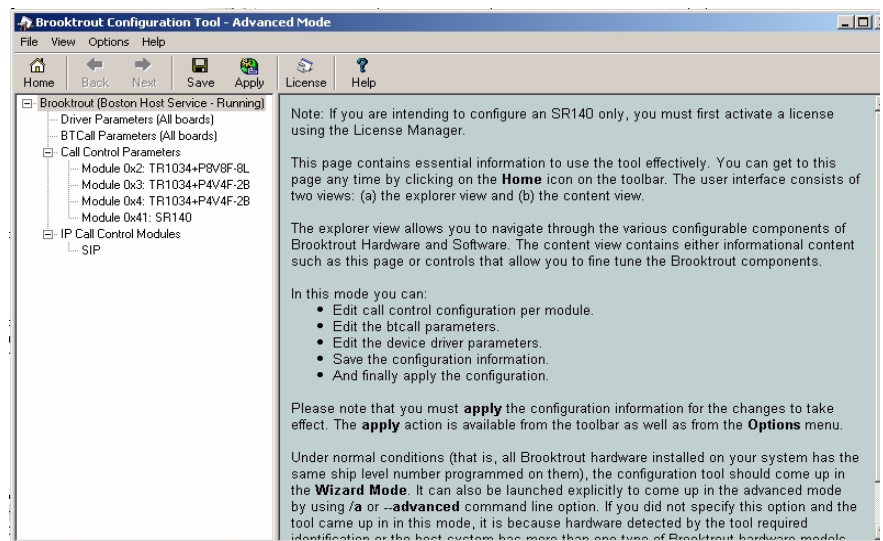 Brooktrout Configuration Tool - Advanced Mode
File View Options Help
Home Back Next Save Apply License Help
Brooktrout (Boston Host Service - Running)
Driver Parameters (All boards)
BTCall Parameters (All boards)
Call Control Parameters
Module 0x2: TR1034+P8V8F-8L
Module 0x3: TR1034+P4V4F-2B
Module 0x4: TR1034+P4V4F-2B
Module 0x41: SR140
IP Call Control Modules
SIP
Note: If you are intending to configure an SR140 only, you must first activate a license
using the License Manager.
This page contains essential information to use the tool effectively. You can get to this
page any time by clicking on the Home icon on the toolbar. The user interface consists of
two views: (a) the explorer view and (b) the content view.
The explorer view allows you to navigate through the various configurable components of
Brooktrout Hardware and Software. The content view contains either informational content
such as this page or controls that allow you to fine tune the Brooktrout components.
In this mode you can:
• Edit call control configuration per module.
• Edit the btcall parameters.
• Edit the device driver parameters.
• Save the configuration information.
• And finally apply the configuration.
Please note that you must apply the configuration information for the changes to take
effect. The apply action is available from the toolbar as well as from the Options menu.
Under normal conditions (that is, all Brooktrout hardware installed on your system has the
same ship level number programmed on them), the configuration tool should come up in
the Wizard Mode. It can also be launched explicitly to come up in the advanced mode
by using /a or --advanced command line option. If you did not specify this option and the
tool came up in in this mode, it is because hardware detected by the tool required
identification or the host system has more than one type of Brooktrout hardware models